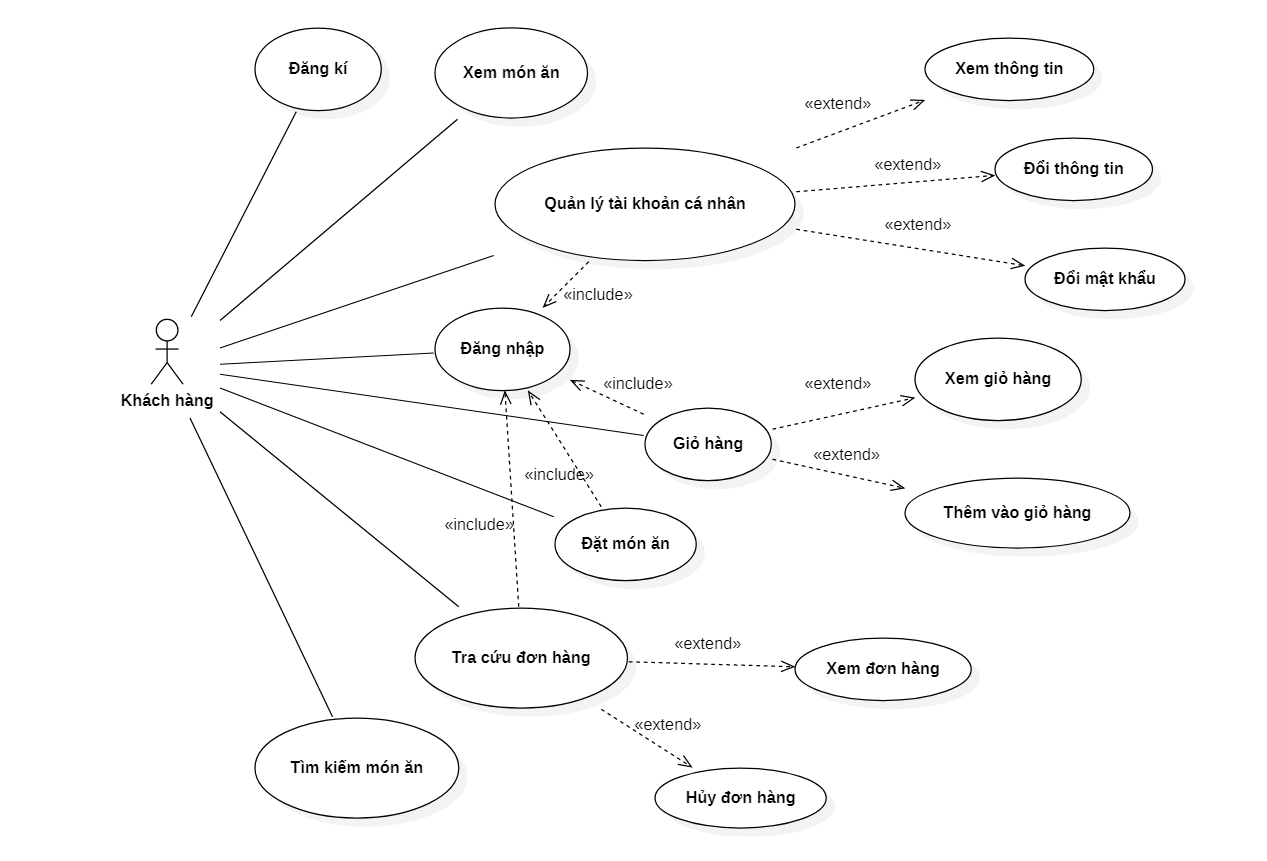 Đăng kí
Xem món ăn
Xem thông tin
«extend»
«extend»
Đổi thông tin
Quản lý tài khoản cá nhân
«extend»
Đổi mật khẩu
«include»
Đăng nhập
«include»
«extend»
Xem giỏ hàng
Khách hàng
Giỏ hàng
«extend»
«include»
Thêm vào giỏ hàng
«include»
Đặt món ăn
Tra cứu đơn hàng
«extend»
Xem đơn hàng
«extend»
Tìm kiếm món ăn
Hủy đơn hàng